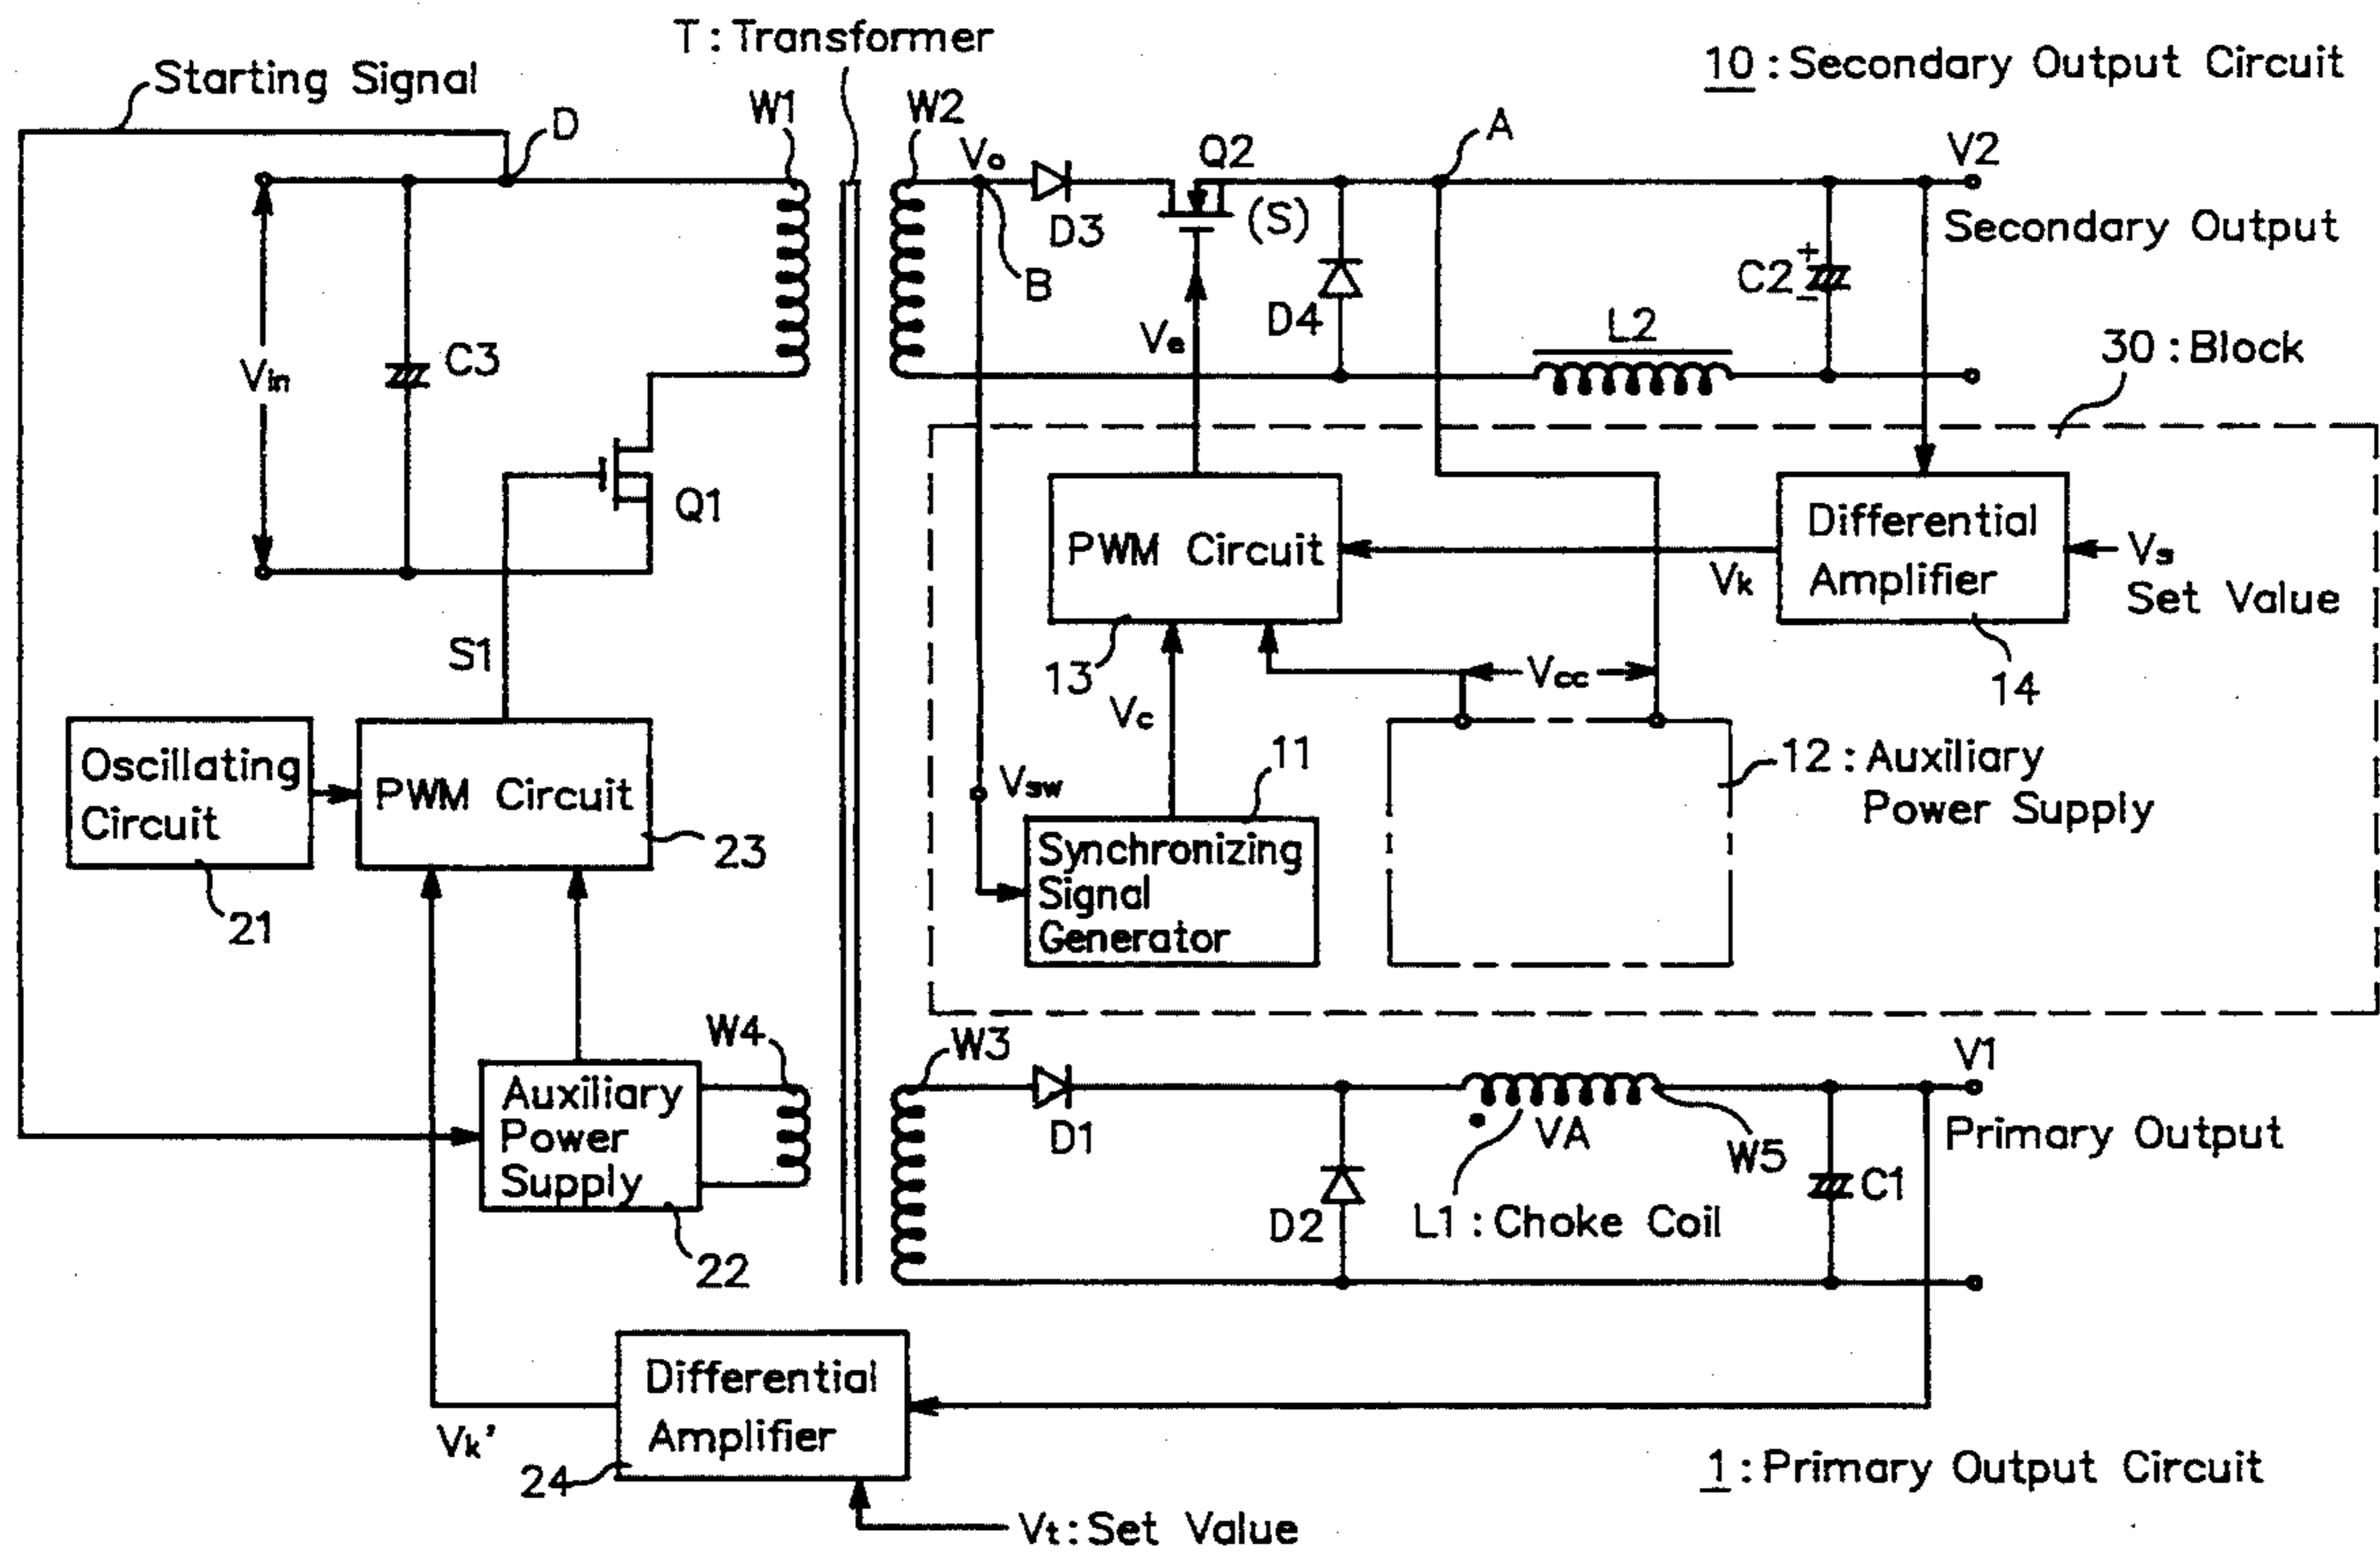 T : Transformer
10 : Secondary Output Circuit
Starting Signal
D
W1
W2
Vo
Q2
A
V2
D3
(S)
Secondary Output
B
D4
C2
+
−
Vin
C3
Ve
L2
30 : Block
Q1
PWM Circuit
Differential
Amplifier
Vs
Set Value
Vk
S1
13
Vcc
14
Vc
Oscillating
Circuit
PWM Circuit
11
12 : Auxiliary
Power Supply
Vsw
23
21
Synchronizing
Signal
Generator
W4
W3
V1
Auxiliary
Power
Supply
D1
VA
W5
Primary Output
D2
L1 : Choke Coil
C1
22
Differential
Amplifier
Vk'
24
1 : Primary Output Circuit
Vt : Set Value